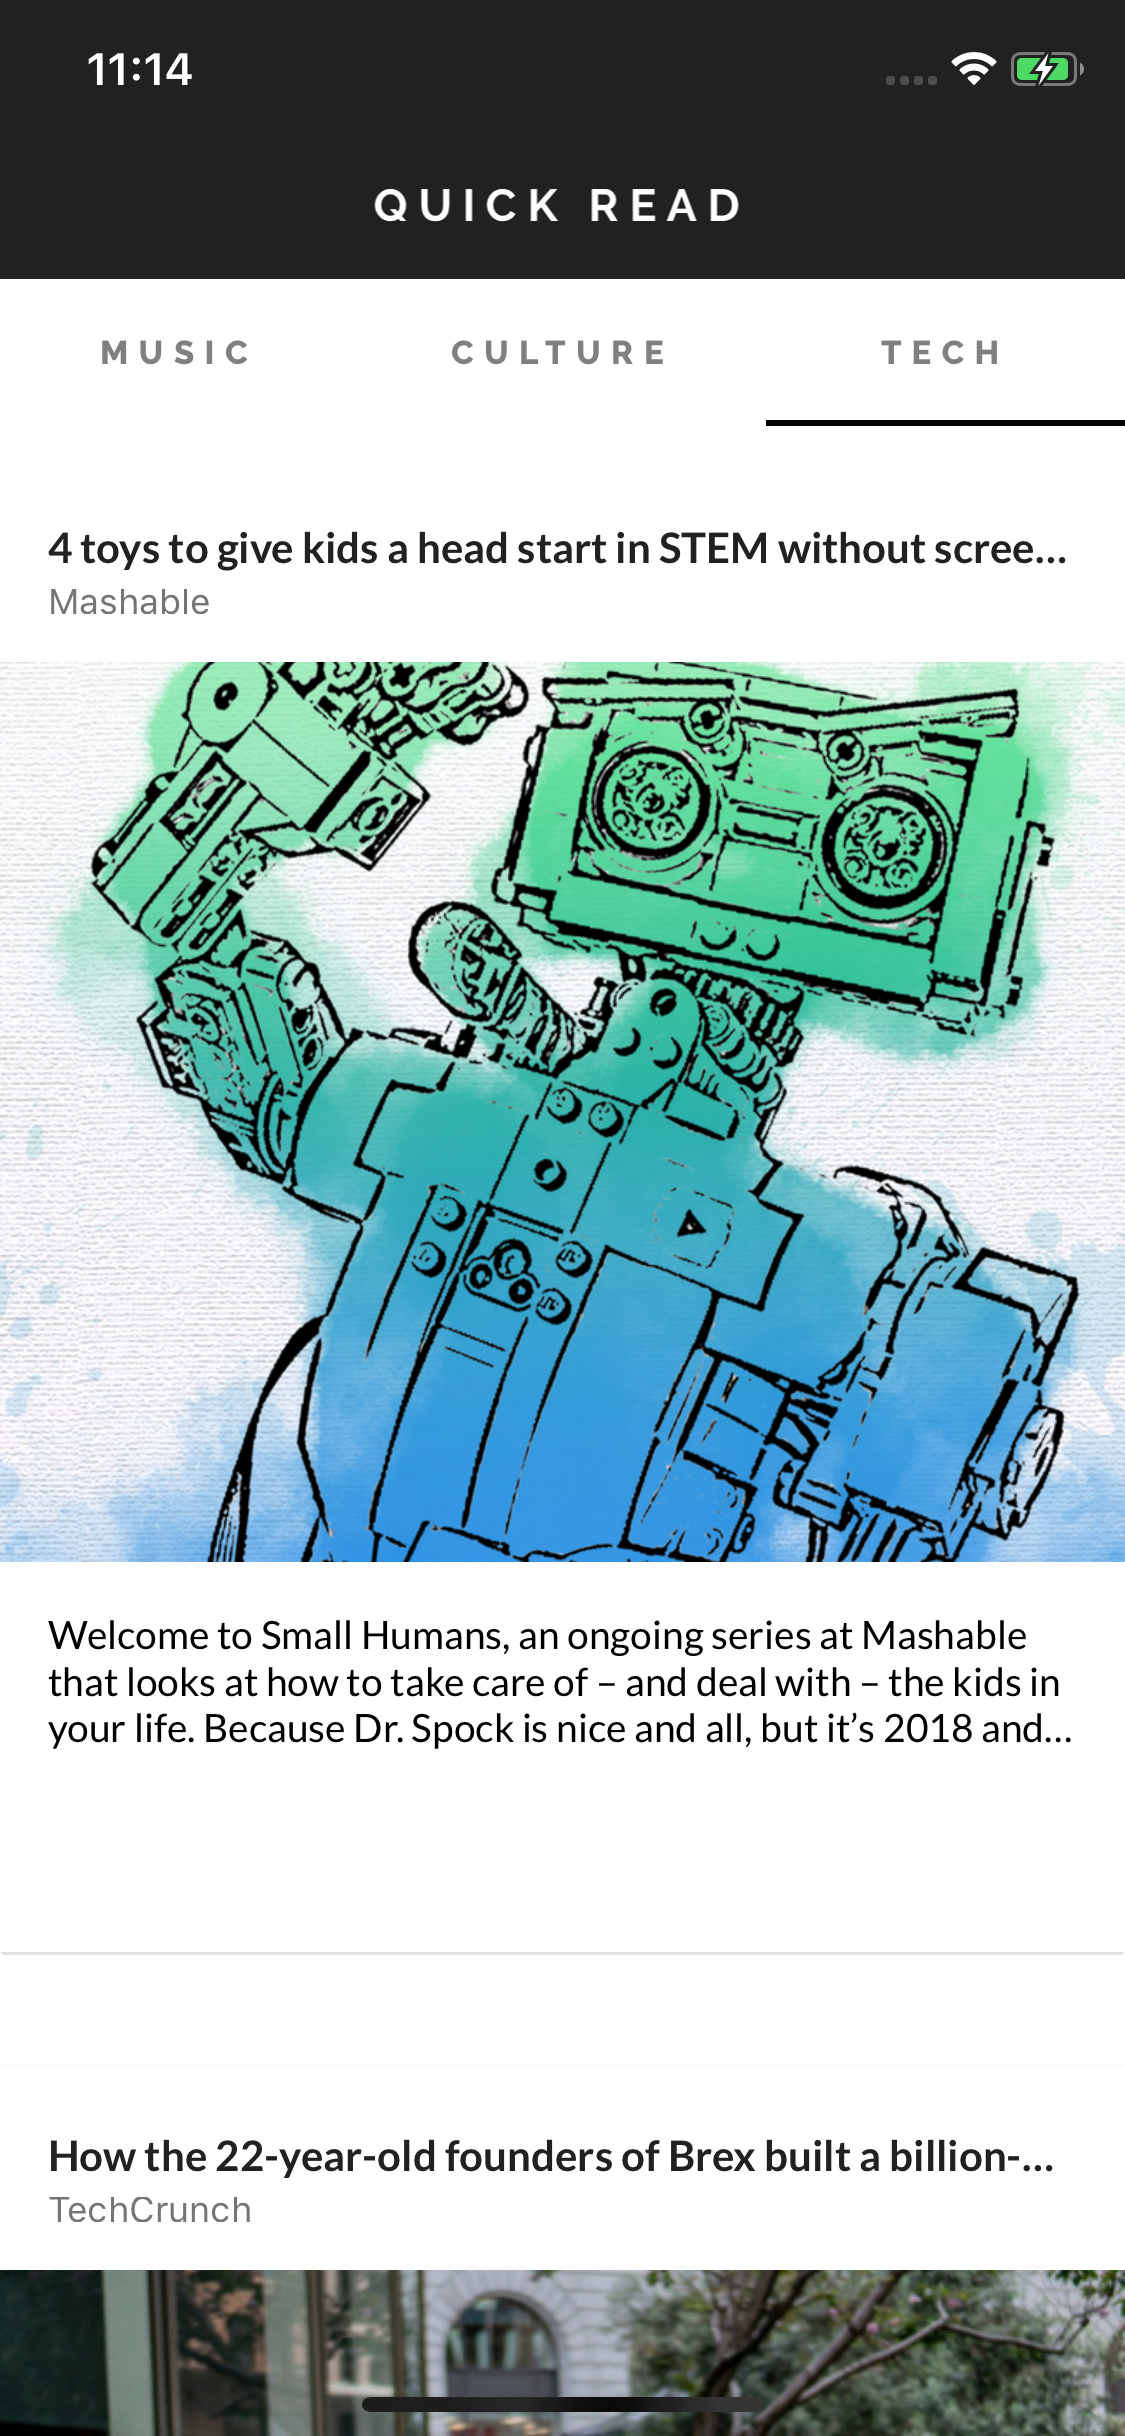 11:14
QUICK READ
MUSIC CULTURE TECH
4 toys to give kids a head start in STEM without scree...
Mashable
Welcome to Small Humans, an ongoing series at Mashable
that looks at how to take care of – and deal with – the kids in
your life. Because Dr. Spock is nice and all, but it’s 2018 and...
How the 22-year-old founders of Brex built a billion-...
TechCrunch